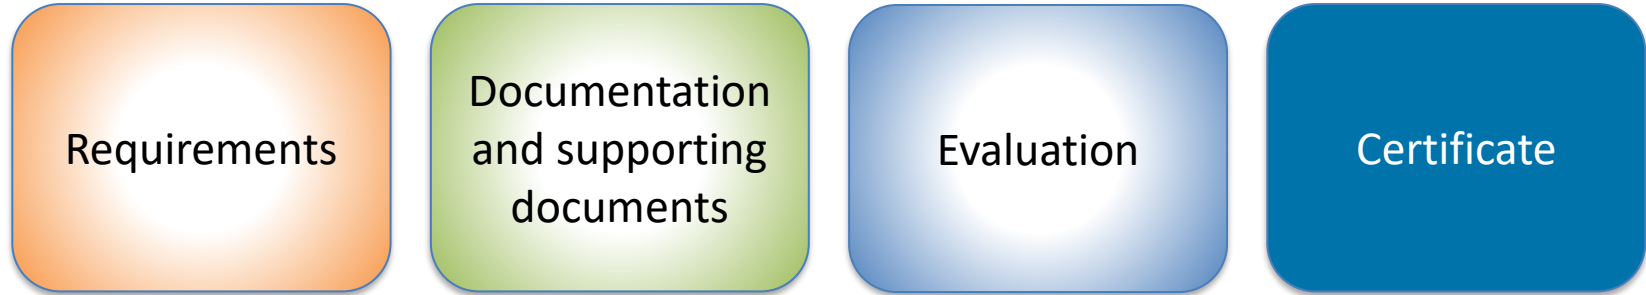 Requirements
Documentation
and supporting
documents
Evaluation
Certificate